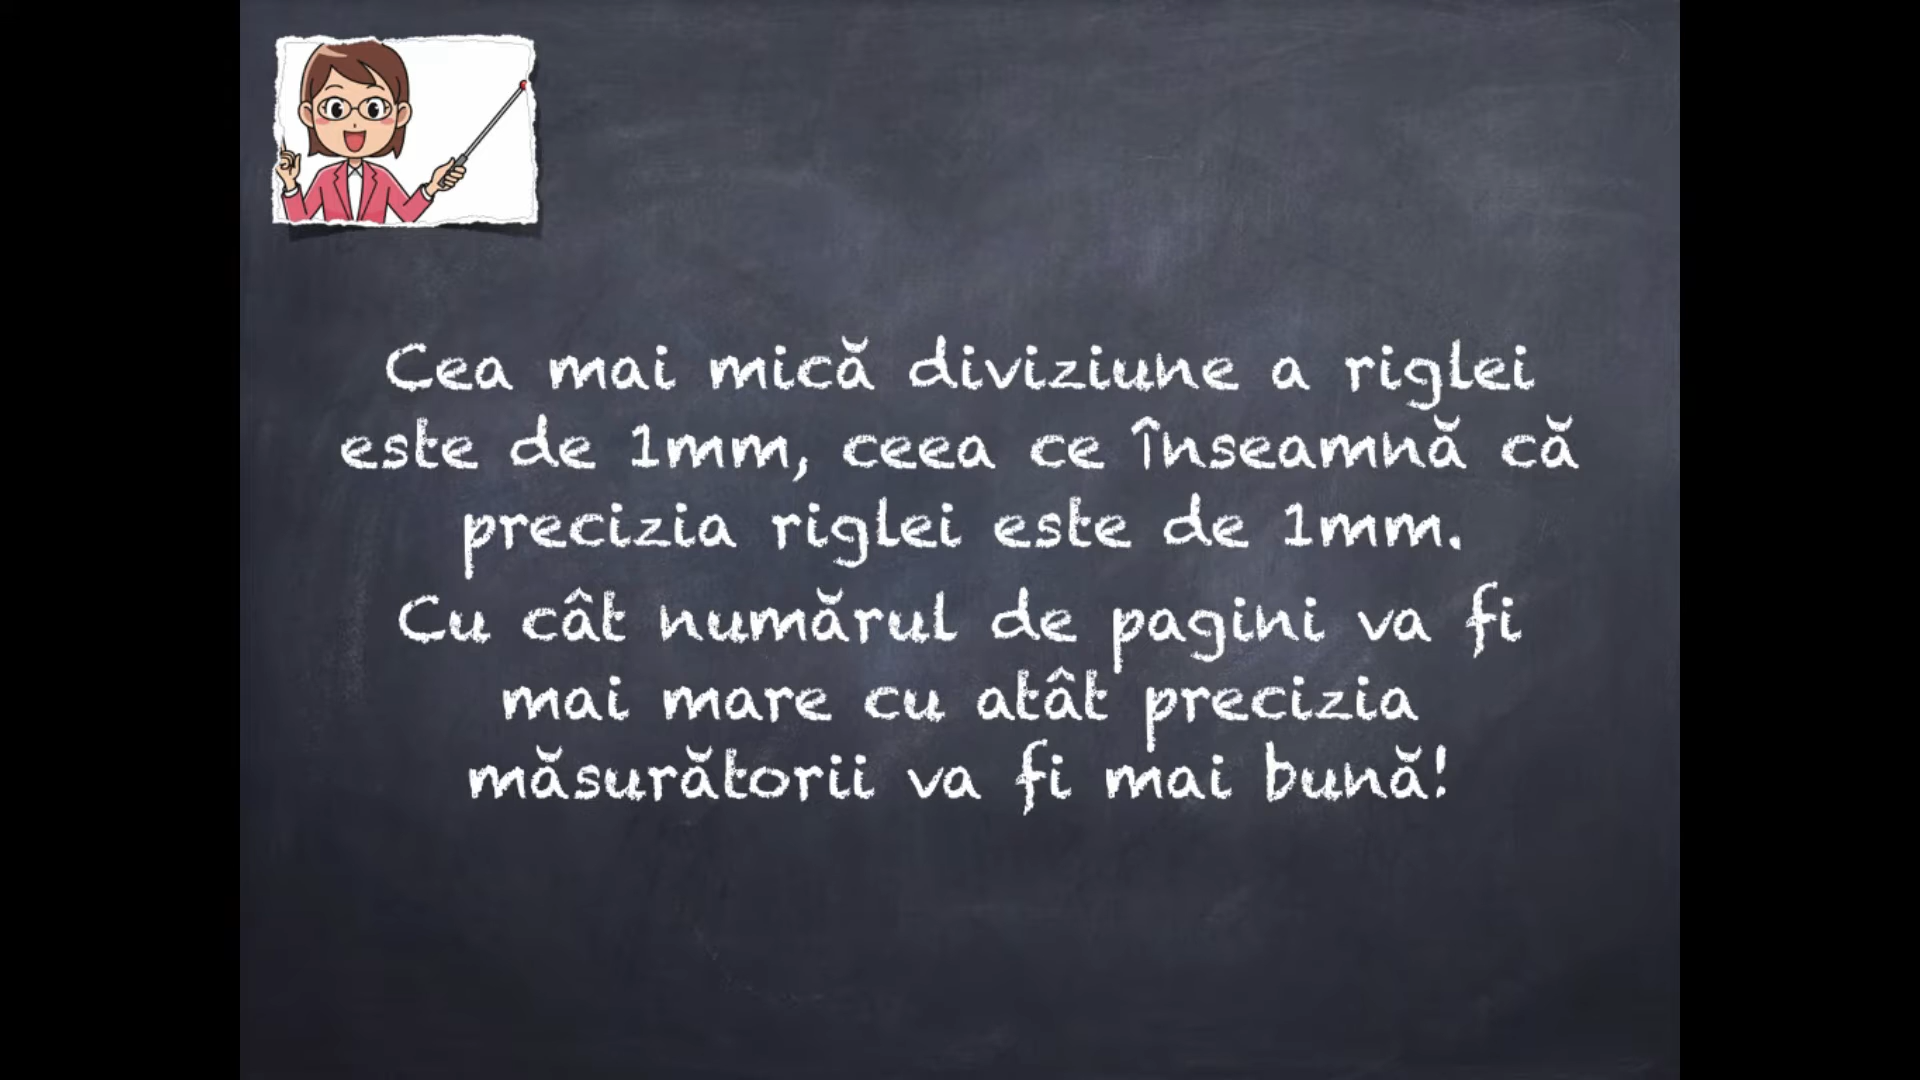 Cea mai mică diviziune a riglei
este de 1mm, ceea ce înseamnă că
precizia riglei este de 1mm.
Cu cât numărul de pagini va fi
mai mare cu atât precizia
măsurătorii va fi mai bună!